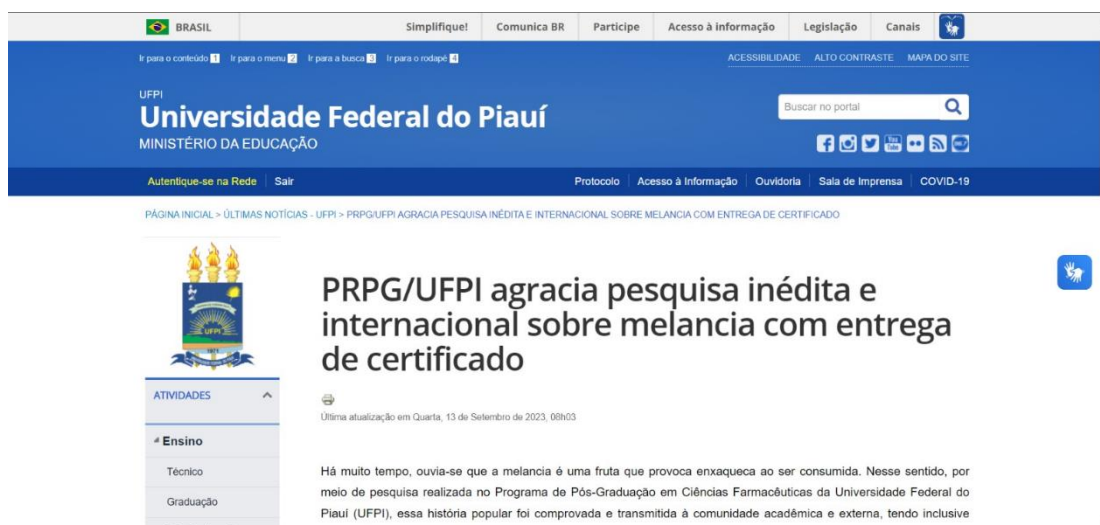 BRASIL Simplifique! Comunica BR Participe Acesso à informação Legislação Canais
Ir para o conteúdo 1 Ir para o menu 2 Ir para a busca 3 Ir para o rodapé 4 ACESSIBILIDADE ALTO CONTRASTE MAPA DO SITE
UFPI
Universidade Federal do Piauí
MINISTÉRIO DA EDUCAÇÃO
Buscar no portal
You Tube
Autentique-se na Rede Sair Protocolo Acesso à Informação Ouvidoria Sala de Imprensa COVID-19
PÁGINA INICIAL > ÚLTIMAS NOTÍCIAS - UFPI > PRPG/UFPI AGRACIA PESQUISA INÉDITA E INTERNACIONAL SOBRE MELANCIA COM ENTREGA DE CERTIFICADO
UFPI
1971
PRPG/UFPI agracia pesquisa inédita e
internacional sobre melancia com entrega
de certificado
Última atualização em Quarta, 13 de Setembro de 2023, 08h03
ATIVIDADES
Ensino
Técnico
Graduação
Há muito tempo, ouvia-se que a melancia é uma fruta que provoca enxaqueca ao ser consumida. Nesse sentido, por
meio de pesquisa realizada no Programa de Pós-Graduação em Ciências Farmacêuticas da Universidade Federal do
Piauí (UFPI), essa história popular foi comprovada e transmitida à comunidade acadêmica e externa, tendo inclusive